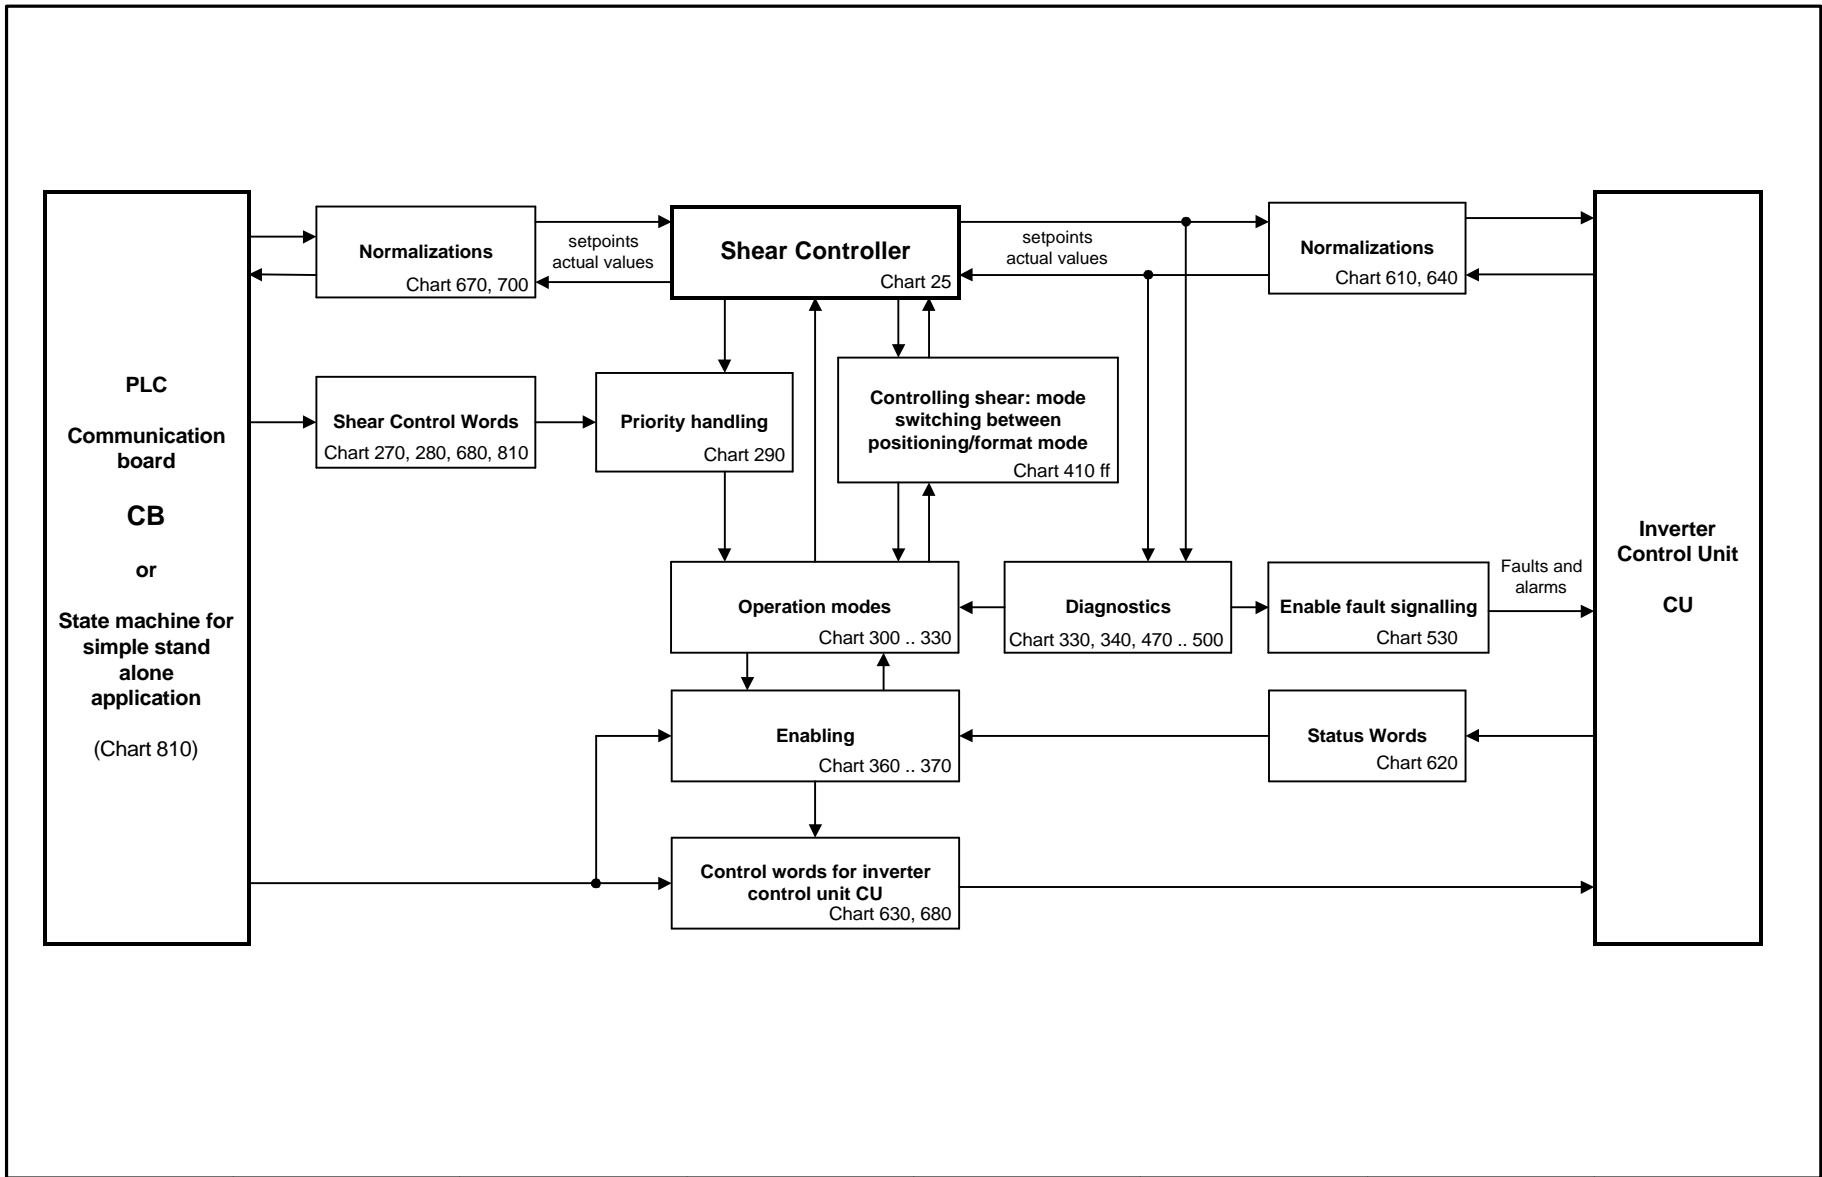 PLC
Communication
board
CB
or
State machine for
simple stand
alone
application
(Chart 810)
Normalizations
Chart 670, 700
setpoints
actual values
Shear Controller
Chart 25
setpoints
actual values
Normalizations
Chart 610, 640
Shear Control Words
Chart 270, 280, 680, 810
Priority handling
Chart 290
Controlling shear: mode
switching between
positioning/format mode
Chart 410 ff
Operation modes
Chart 300 .. 330
Diagnostics
Chart 330, 340, 470 .. 500
Enable fault signalling
Chart 530
Faults and
alarms
Enabling
Chart 360 .. 370
Status Words
Chart 620
Control words for inverter
control unit CU
Chart 630, 680
Inverter
Control Unit
CU